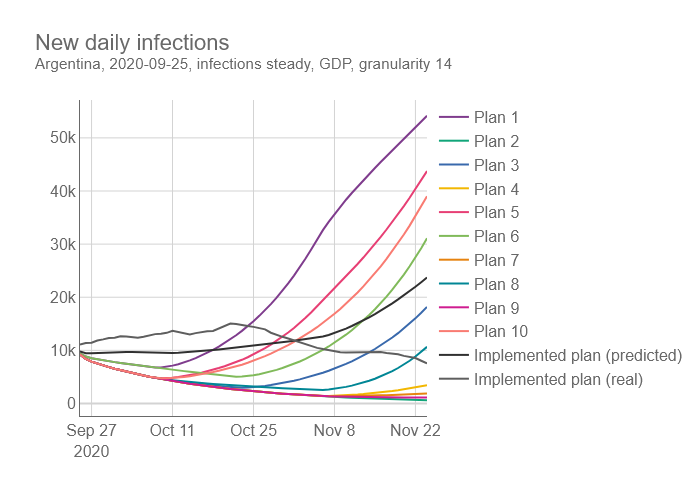 New daily infections
Argentina, 2020-09-25, infections steady, GDP, granularity 14
50k
40k
30k
20k
10k
0
Sep 27
2020
Oct 11
Oct 25
Nov 8
Nov 22
Plan 1
Plan 2
Plan 3
Plan 4
Plan 5
Plan 6
Plan 7
Plan 8
Plan 9
Plan 10
Implemented plan (predicted)
Implemented plan (real)